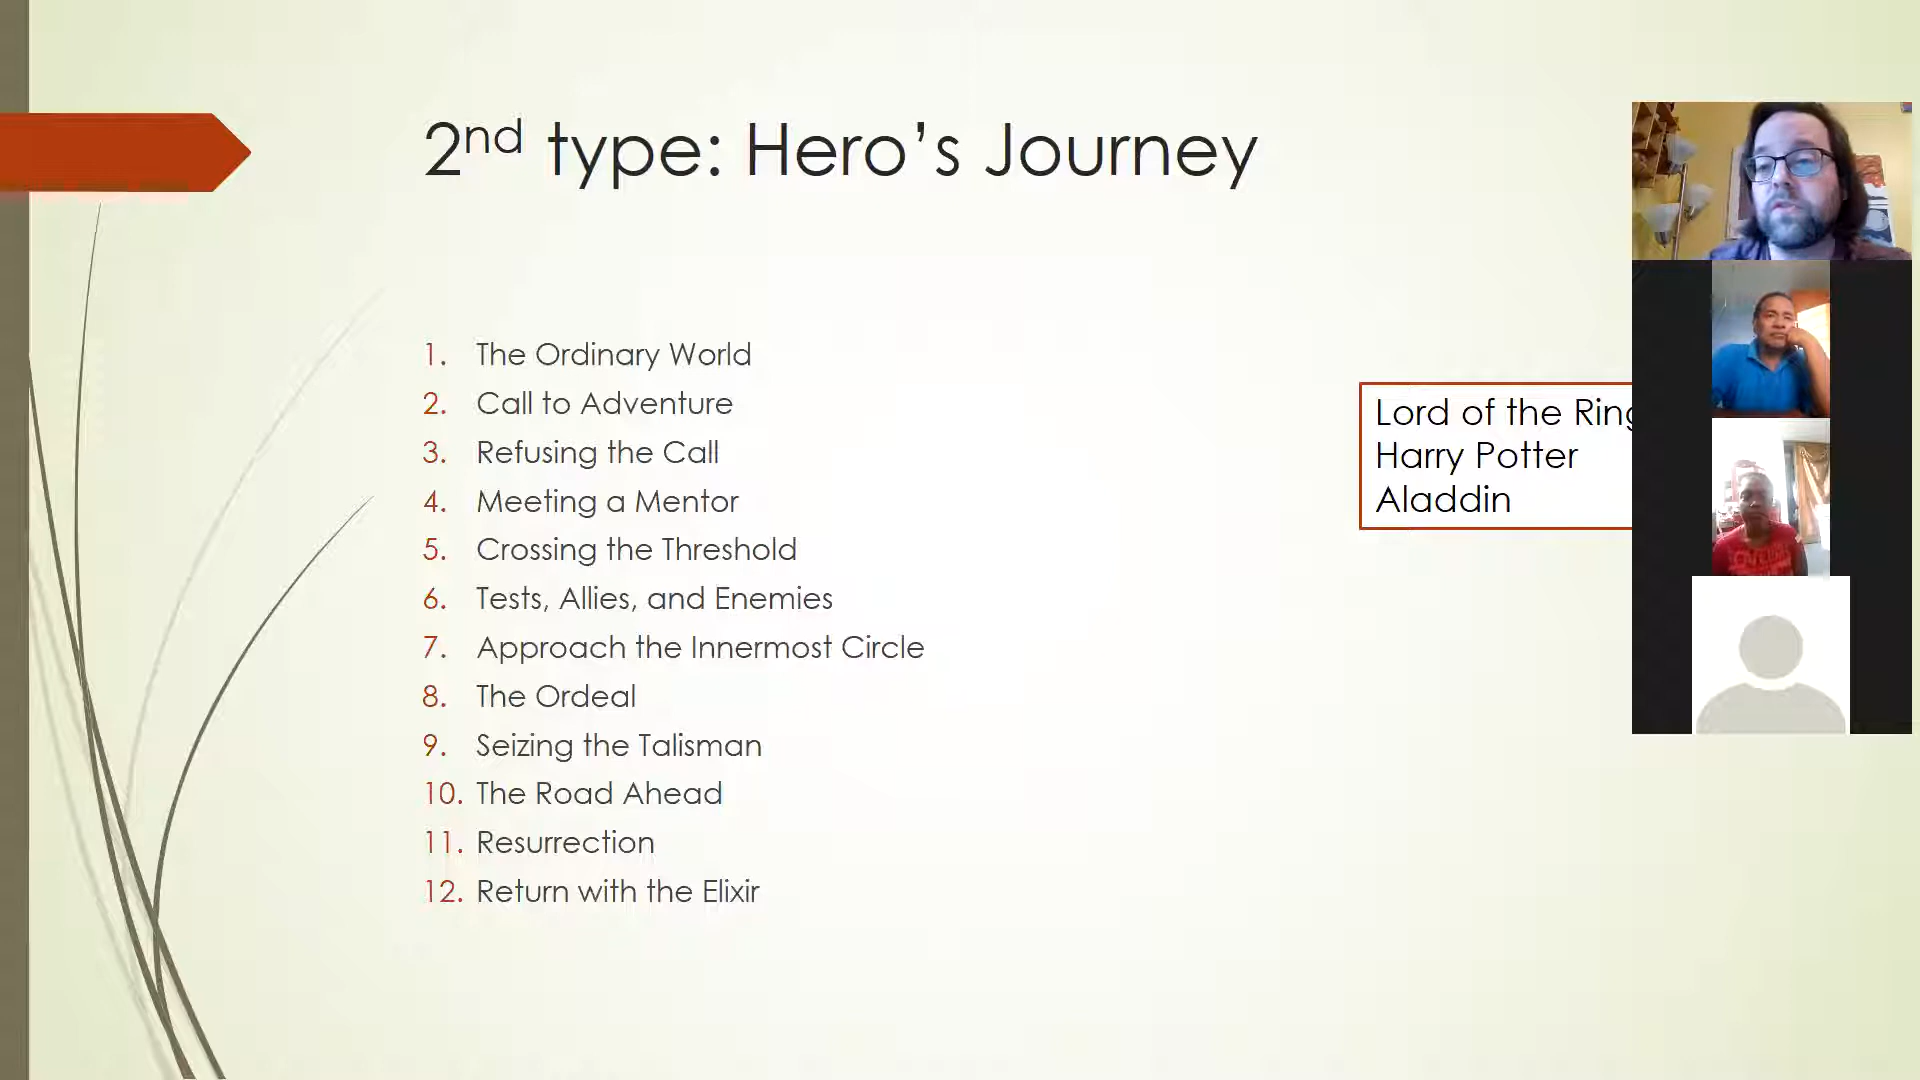 2nd type: Hero’s Journey
1. The Ordinary World
2. Call to Adventure
3. Refusing the Call
4. Meeting a Mentor
5. Crossing the Threshold
6. Tests, Allies, and Enemies
7. Approach the Innermost Circle
8. The Ordeal
9. Seizing the Talisman
10. The Road Ahead
11. Resurrection
12. Return with the Elixir
Lord of the Ring
Harry Potter
Aladdin